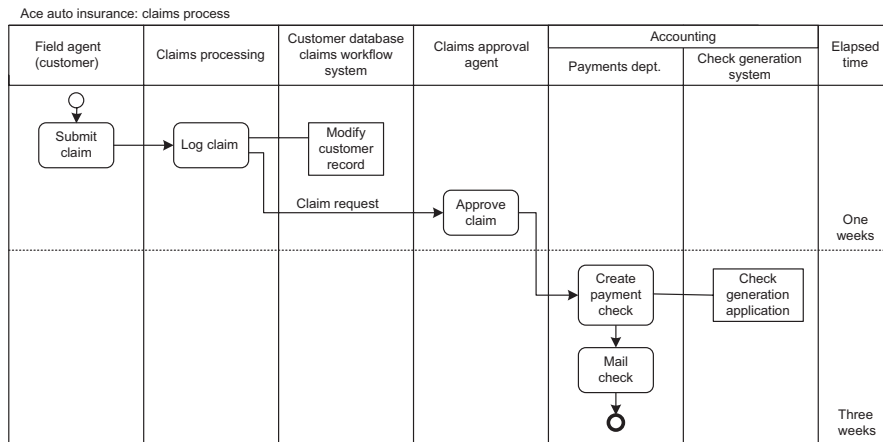 Ace auto insurance: claims process
Field agent
(customer)
Claims processing
Customer database
claims workflow
system
Claims approval
agent
Accounting
Payments dept.
Check generation
system
Elapsed
time
Submit
claim
Log claim
Modify
customer
record
Claim request
Approve
claim
One
weeks
Create
payment
check
Check
generation
application
Mail
check
Three
weeks